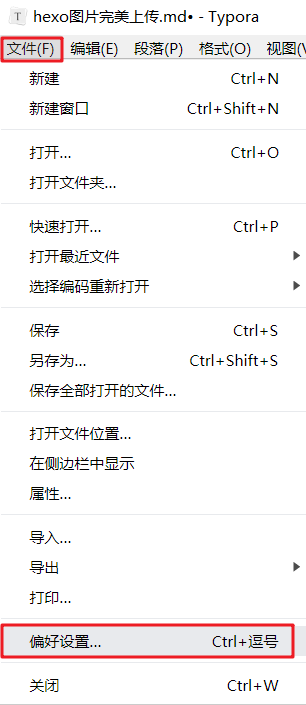 hexo图片完美上传.md• - Typora
文件(F) 编辑(E) 段落(P) 格式(O) 视图(V
新建 Ctrl+N
新建窗口 Ctrl+Shift+N
打开... Ctrl+O
打开文件夹...
快速打开... Ctrl+P
打开最近文件
选择编码重新打开
保存 Ctrl+S
另存为... Ctrl+Shift+S
保存全部打开的文件...
打开文件位置...
在侧边栏中显示
属性...
导入...
导出
打印...
偏好设置... Ctrl+逗号
关闭 Ctrl+W